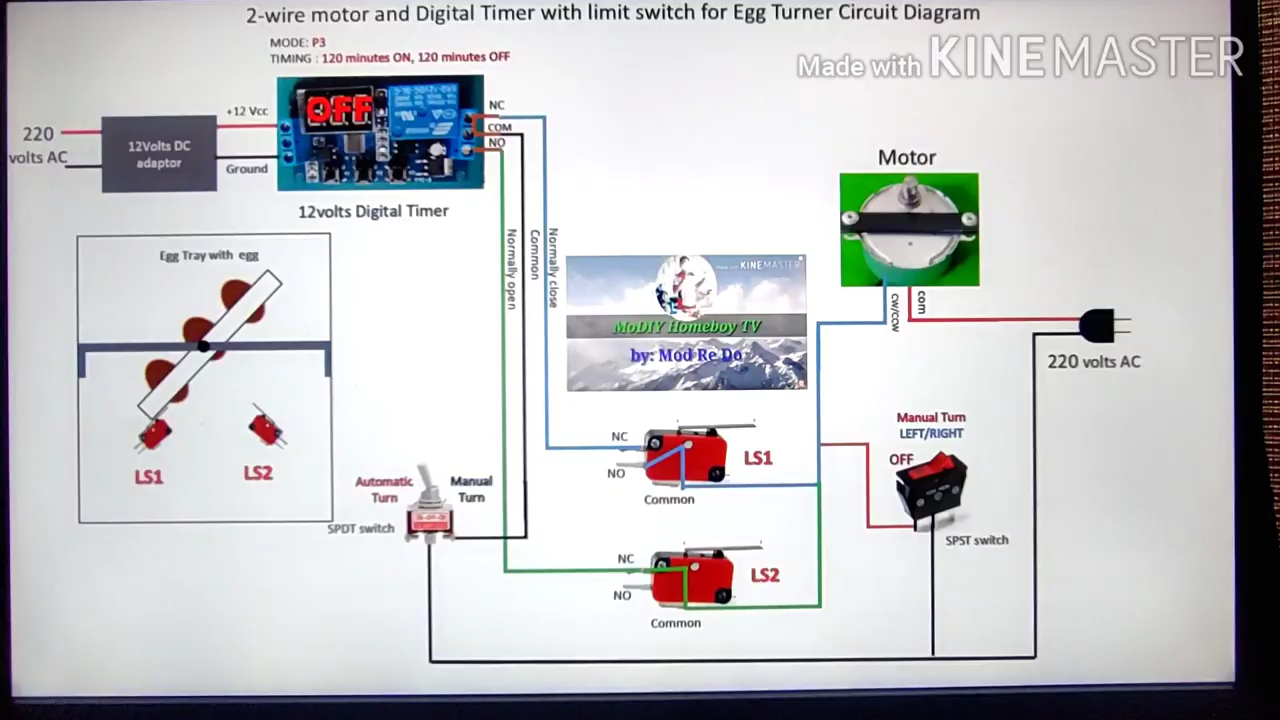 2-wire motor and Digital Timer with limit switch for Egg Turner Circuit Diagram
Made with KINEMASTER
MODE: P3
TIMING : 120 minutes ON, 120 minutes OFF
220
volts AC
12Volts DC
adaptor
+12 Vcc
Ground
OFF
NC
COM
NO
12volts Digital Timer
Motor
Egg Tray with egg
LS1
LS2
Normally open
Common
Normally close
KINEMASTER
MoDIY Homeboy TV
by: Mod Re Do
cw/ccw
com
220 volts AC
Manual Turn
LEFT/RIGHT
OFF
SPST switch
NC
NO
LS1
Common
Automatic
Turn
Manual
Turn
SPDT switch
NC
NO
LS2
Common